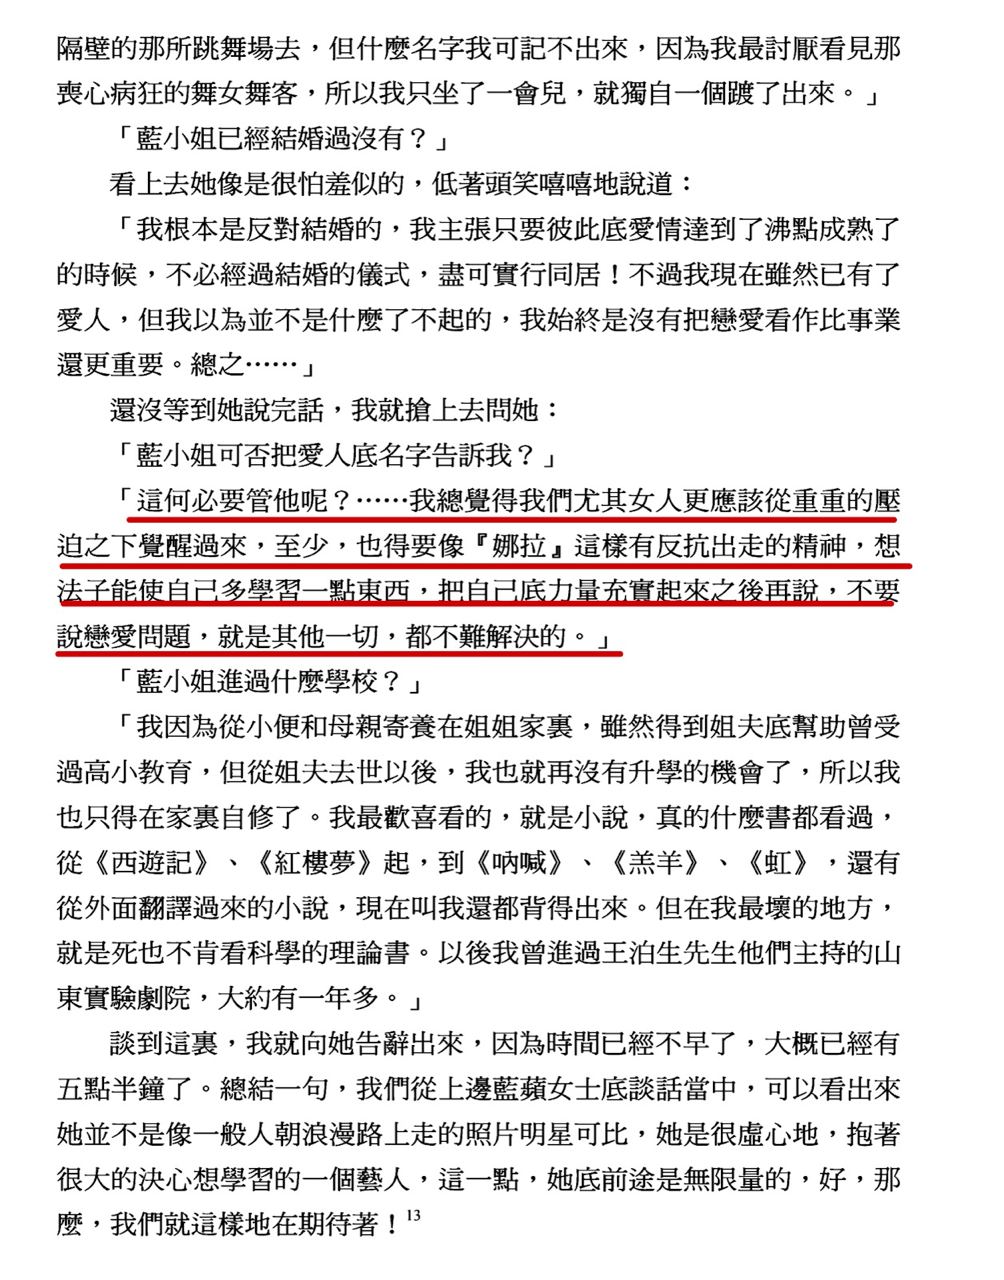 隔壁的那所跳舞場去，但什麼名字我可記不出來，因為我最討厭看見那
喪心病狂的舞女舞客，所以我只坐了一會兒，就獨自一個踱了出來。」
「藍小姐已經結婚過沒有？」
看上去她像是很怕羞似的，低著頭笑嘻嘻地說道：
「我根本是反對結婚的，我主張只要彼此底愛情達到了沸點成熟了
的時候，不必經過結婚的儀式，盡可實行同居！不過我現在雖然已有了
愛人，但我以為並不是什麼了不起的，我始終是沒有把戀愛看作比事業
還更重要。總之⋯⋯」
還沒等到她說完話，我就搶上去問她：
「藍小姐可否把愛人底名字告訴我？」
「這何必要管他呢？⋯⋯我總覺得我們尤其女人更應該從重重的壓
迫之下覺醒過來，至少，也得要像『娜拉』這樣有反抗出走的精神，想
法子能使自己多學習一點東西，把自己底力量充實起來之後再說，不要
說戀愛問題，就是其他一切，都不難解決的。」
「藍小姐進過什麼學校？」
「我因為從小便和母親寄養在姐姐家裏，雖然得到姐夫底幫助曾受
過高小教育，但從姐夫去世以後，我也就再沒有升學的機會了，所以我
也只得在家裏自修了。我最歡喜看的，就是小說，真的什麼書都看過，
從《西遊記》、《紅樓夢》起，到《吶喊》、《羔羊》、《虹》，還有
從外面翻譯過來的小說，現在叫我還都背得出來。但在我最壞的地方，
就是死也不肯看科學的理論書。以後我曾進過王泊生先生他們主持的山
東實驗劇院，大約有一年多。」
談到這裏，我就向她告辭出來，因為時間已經不早了，大概已經有
五點半鐘了。總結一句，我們從上邊藍蘋女士底談話當中，可以看出來
她並不是像一般人朝浪漫路上走的照片明星可比，她是很虛心地，抱著
很大的決心想學習的一個藝人，這一點，她底前途是無限量的，好，那
麼，我們就這樣地在期待著！13